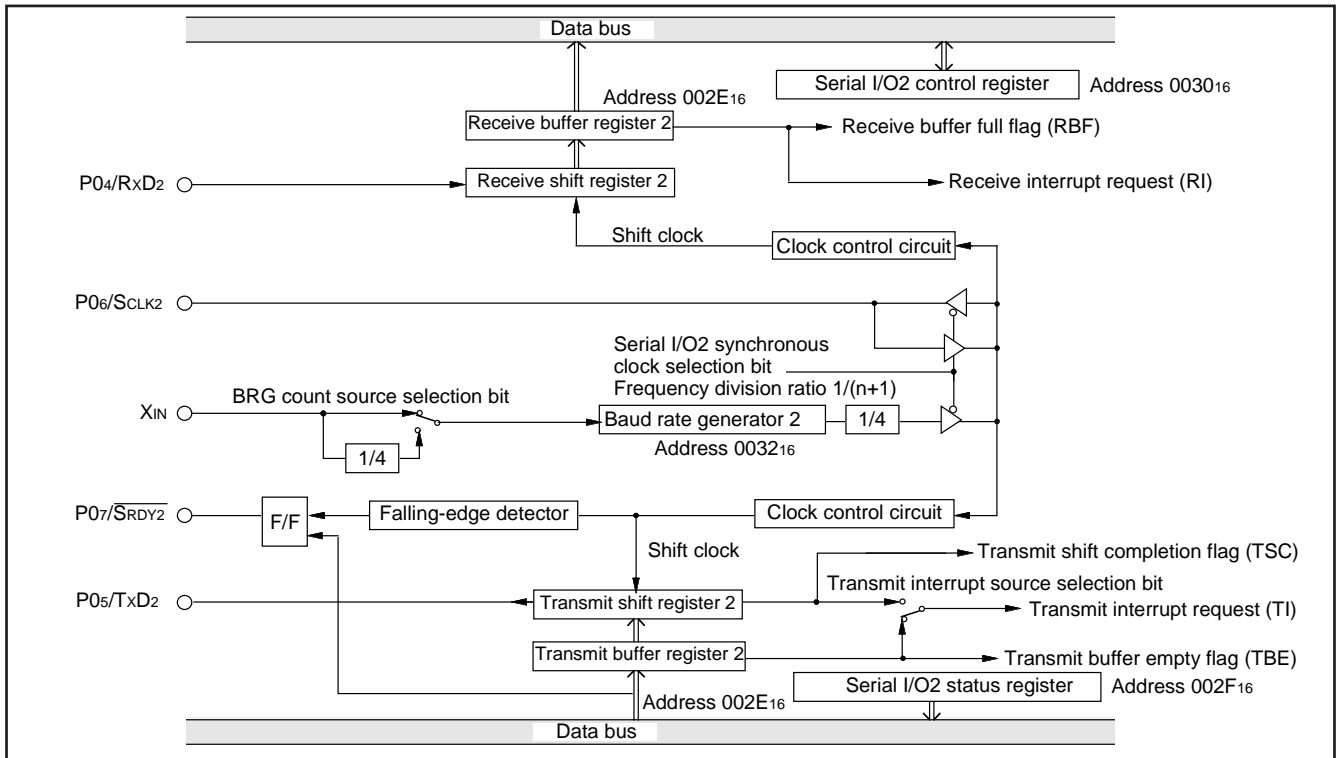 Data bus
Serial I/O2 control register Address 0030₁₆
Address 002E₁₆
Receive buffer register 2 Receive buffer full flag (RBF)
P0₄/RxD₂ Receive shift register 2 Receive interrupt request (RI)
Shift clock Clock control circuit
P0₆/SCLK2
Serial I/O2 synchronous
clock selection bit
Frequency division ratio 1/(n+1)
BRG count source selection bit
XIN Baud rate generator 2 1/4
Address 0032₁₆
1/4
P0₇/S̅R̅D̅Y̅2̅ F/F Falling-edge detector Clock control circuit
Shift clock
Transmit shift completion flag (TSC)
Transmit interrupt source selection bit
P0₅/TxD₂ Transmit shift register 2 Transmit interrupt request (TI)
Transmit buffer register 2 Transmit buffer empty flag (TBE)
Address 002E₁₆ Serial I/O2 status register Address 002F₁₆
Data bus